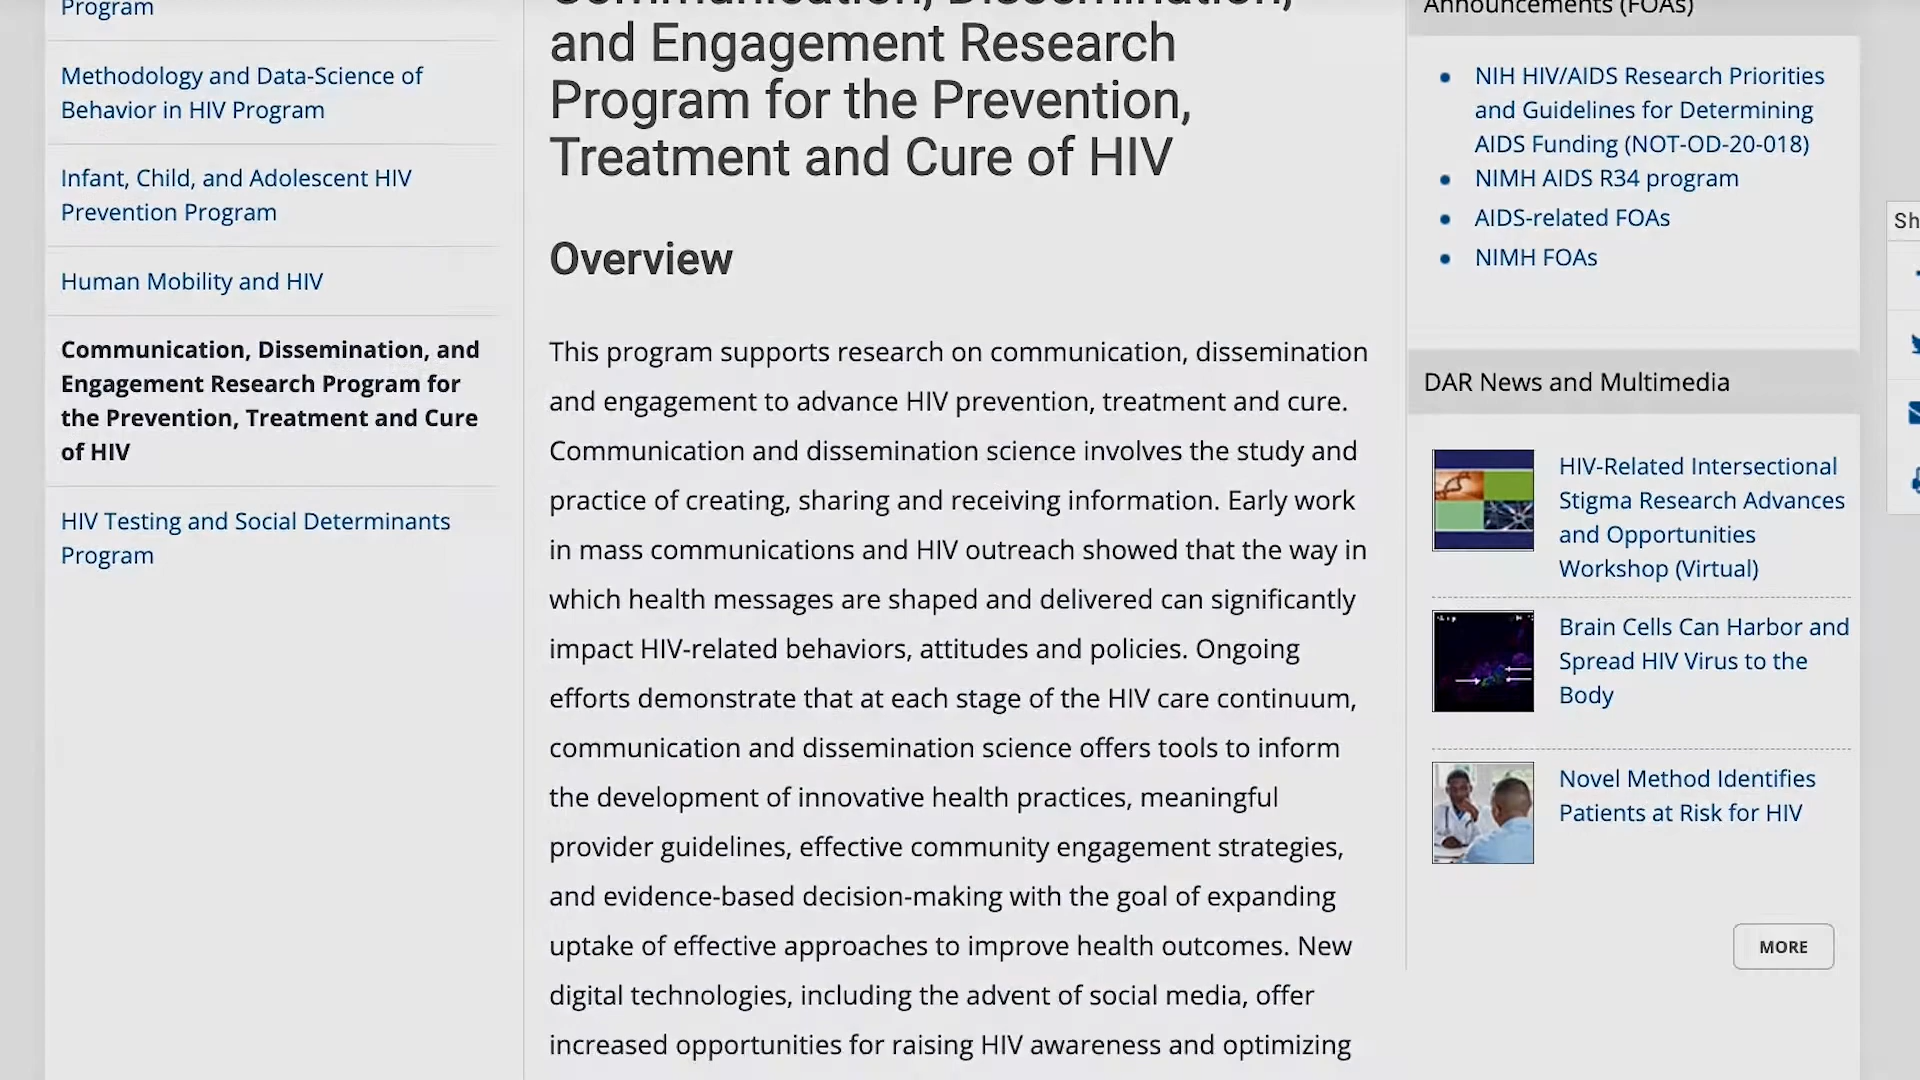 Program
Methodology and Data-Science of
Behavior in HIV Program
Infant, Child, and Adolescent HIV
Prevention Program
Human Mobility and HIV
Communication, Dissemination, and
Engagement Research Program for
the Prevention, Treatment and Cure
of HIV
HIV Testing and Social Determinants
Program
Communication, Dissemination,
and Engagement Research
Program for the Prevention,
Treatment and Cure of HIV
Overview
This program supports research on communication, dissemination
and engagement to advance HIV prevention, treatment and cure.
Communication and dissemination science involves the study and
practice of creating, sharing and receiving information. Early work
in mass communications and HIV outreach showed that the way in
which health messages are shaped and delivered can significantly
impact HIV-related behaviors, attitudes and policies. Ongoing
efforts demonstrate that at each stage of the HIV care continuum,
communication and dissemination science offers tools to inform
the development of innovative health practices, meaningful
provider guidelines, effective community engagement strategies,
and evidence-based decision-making with the goal of expanding
uptake of effective approaches to improve health outcomes. New
digital technologies, including the advent of social media, offer
increased opportunities for raising HIV awareness and optimizing
Announcements (FOAs)
NIH HIV/AIDS Research Priorities
and Guidelines for Determining
AIDS Funding (NOT-OD-20-018)
NIMH AIDS R34 program
AIDS-related FOAs
NIMH FOAs
DAR News and Multimedia
HIV-Related Intersectional
Stigma Research Advances
and Opportunities
Workshop (Virtual)
Brain Cells Can Harbor and
Spread HIV Virus to the
Body
Novel Method Identifies
Patients at Risk for HIV
MORE
Sh